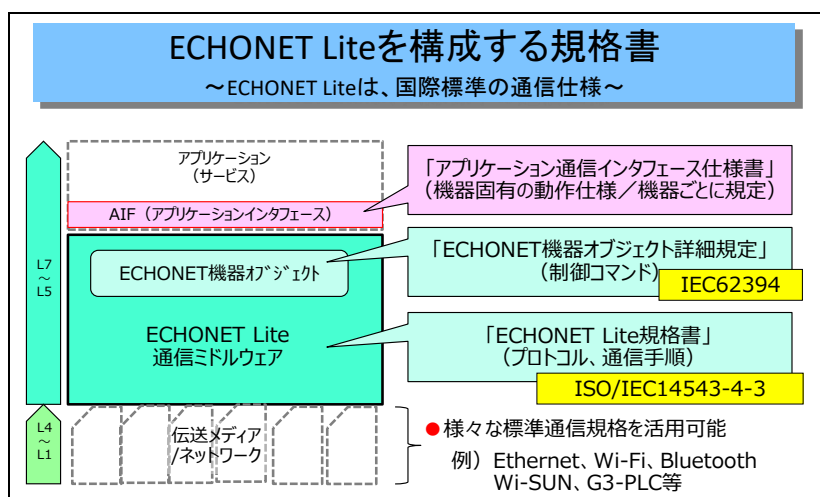 ECHONET Liteを構成する規格書
～ECHONET Liteは、国際標準の通信仕様～
アプリケーション
（サービス）
AIF（アプリケーションインタフェース）
「アプリケーション通信インタフェース仕様書」
（機器固有の動作仕様／機器ごとに規定）
L7
～
L5
ECHONET機器オブジェクト
「ECHONET機器オブジェクト詳細規定」
（制御コマンド）
IEC62394
ECHONET Lite
通信ミドルウェア
「ECHONET Lite規格書」
（プロトコル、通信手順）
ISO/IEC14543-4-3
L4
～
L1
伝送メディア
/ネットワーク
●様々な標準通信規格を活用可能
例） Ethernet、Wi-Fi、Bluetooth
Wi-SUN、G3-PLC等